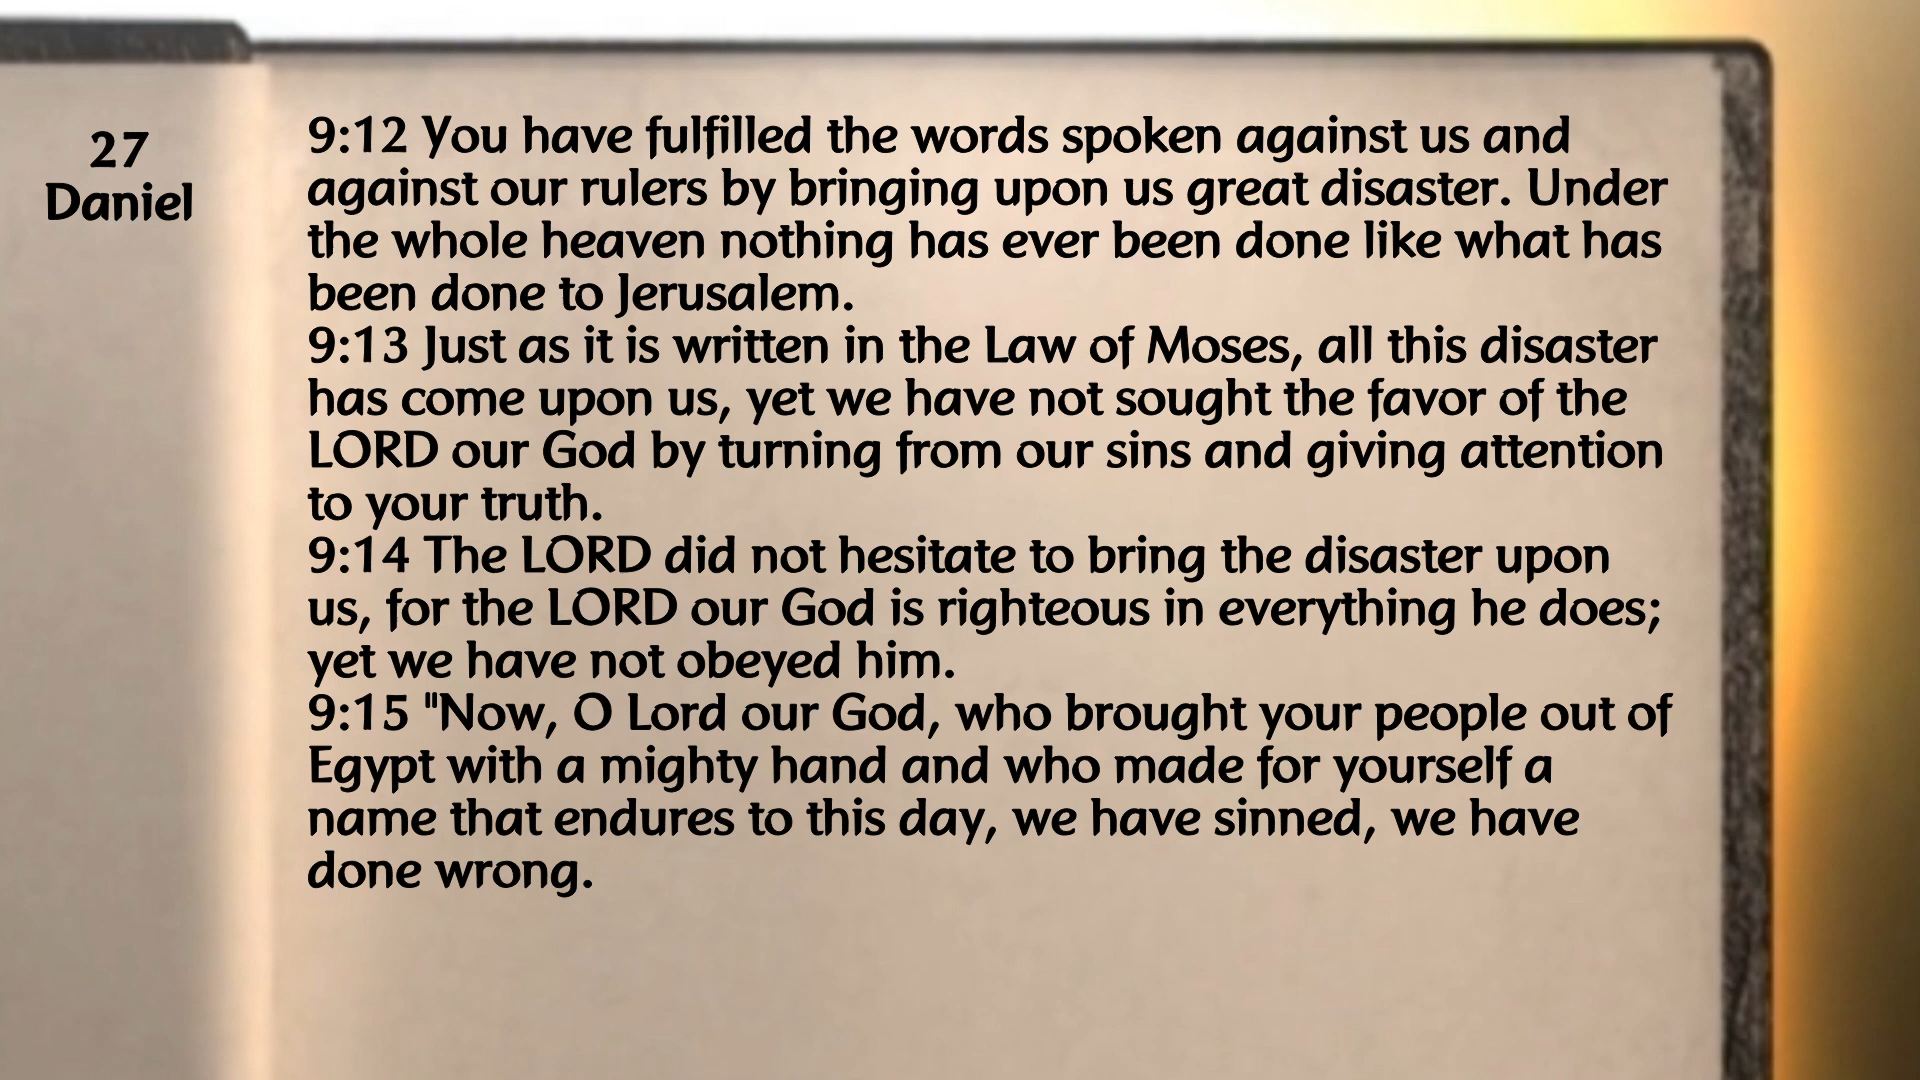 27
Daniel
9:12 You have fulfilled the words spoken against us and
against our rulers by bringing upon us great disaster. Under
the whole heaven nothing has ever been done like what has
been done to Jerusalem.
9:13 Just as it is written in the Law of Moses, all this disaster
has come upon us, yet we have not sought the favor of the
LORD our God by turning from our sins and giving attention
to your truth.
9:14 The LORD did not hesitate to bring the disaster upon
us, for the LORD our God is righteous in everything he does;
yet we have not obeyed him.
9:15 "Now, O Lord our God, who brought your people out of
Egypt with a mighty hand and who made for yourself a
name that endures to this day, we have sinned, we have
done wrong.